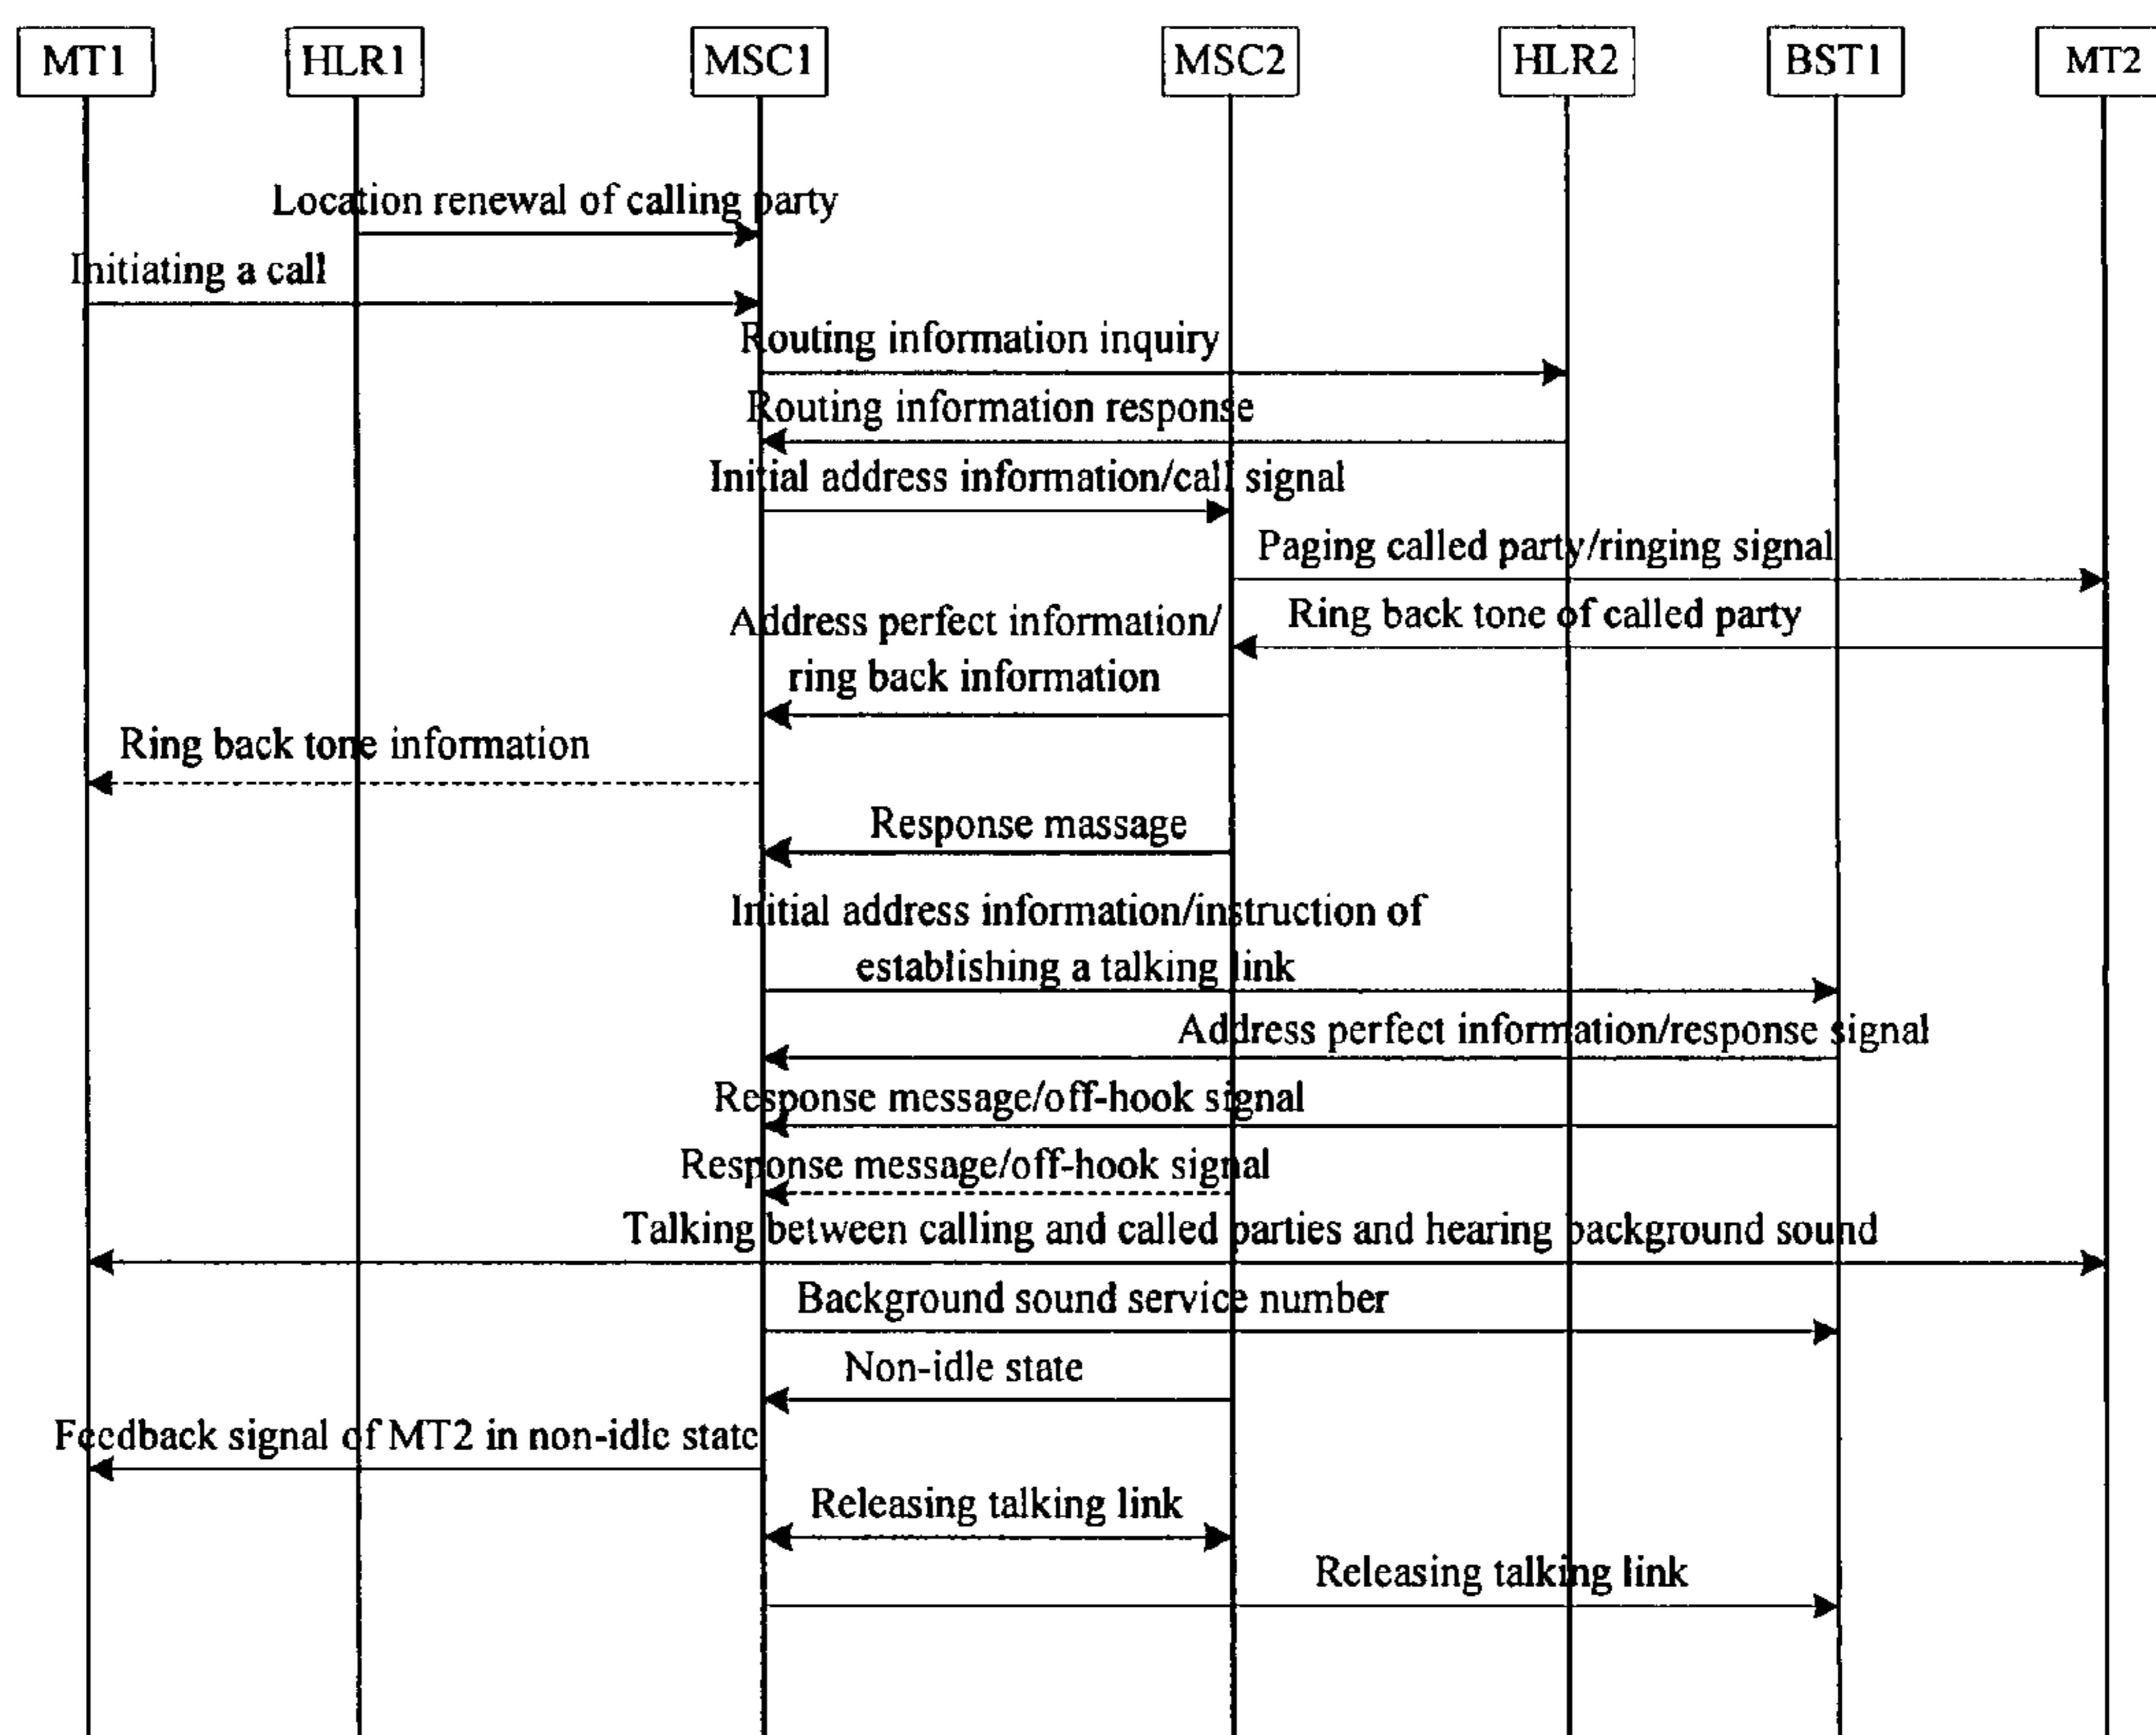 MT1 HLR1 MSC1 MSC2 HLR2 BST1 MT2
Location renewal of calling party
Initiating a call
Routing information inquiry
Routing information response
Initial address information/call signal
Paging called party/ringing signal
Ring back tone of called party
Address perfect information/
ring back information
Ring back tone information
Response massage
Initial address information/instruction of
establishing a talking link
Address perfect information/response signal
Response message/off-hook signal
Response message/off-hook signal
Talking between calling and called parties and hearing background sound
Background sound service number
Non-idle state
Feedback signal of MT2 in non-idle state
Releasing talking link
Releasing talking link